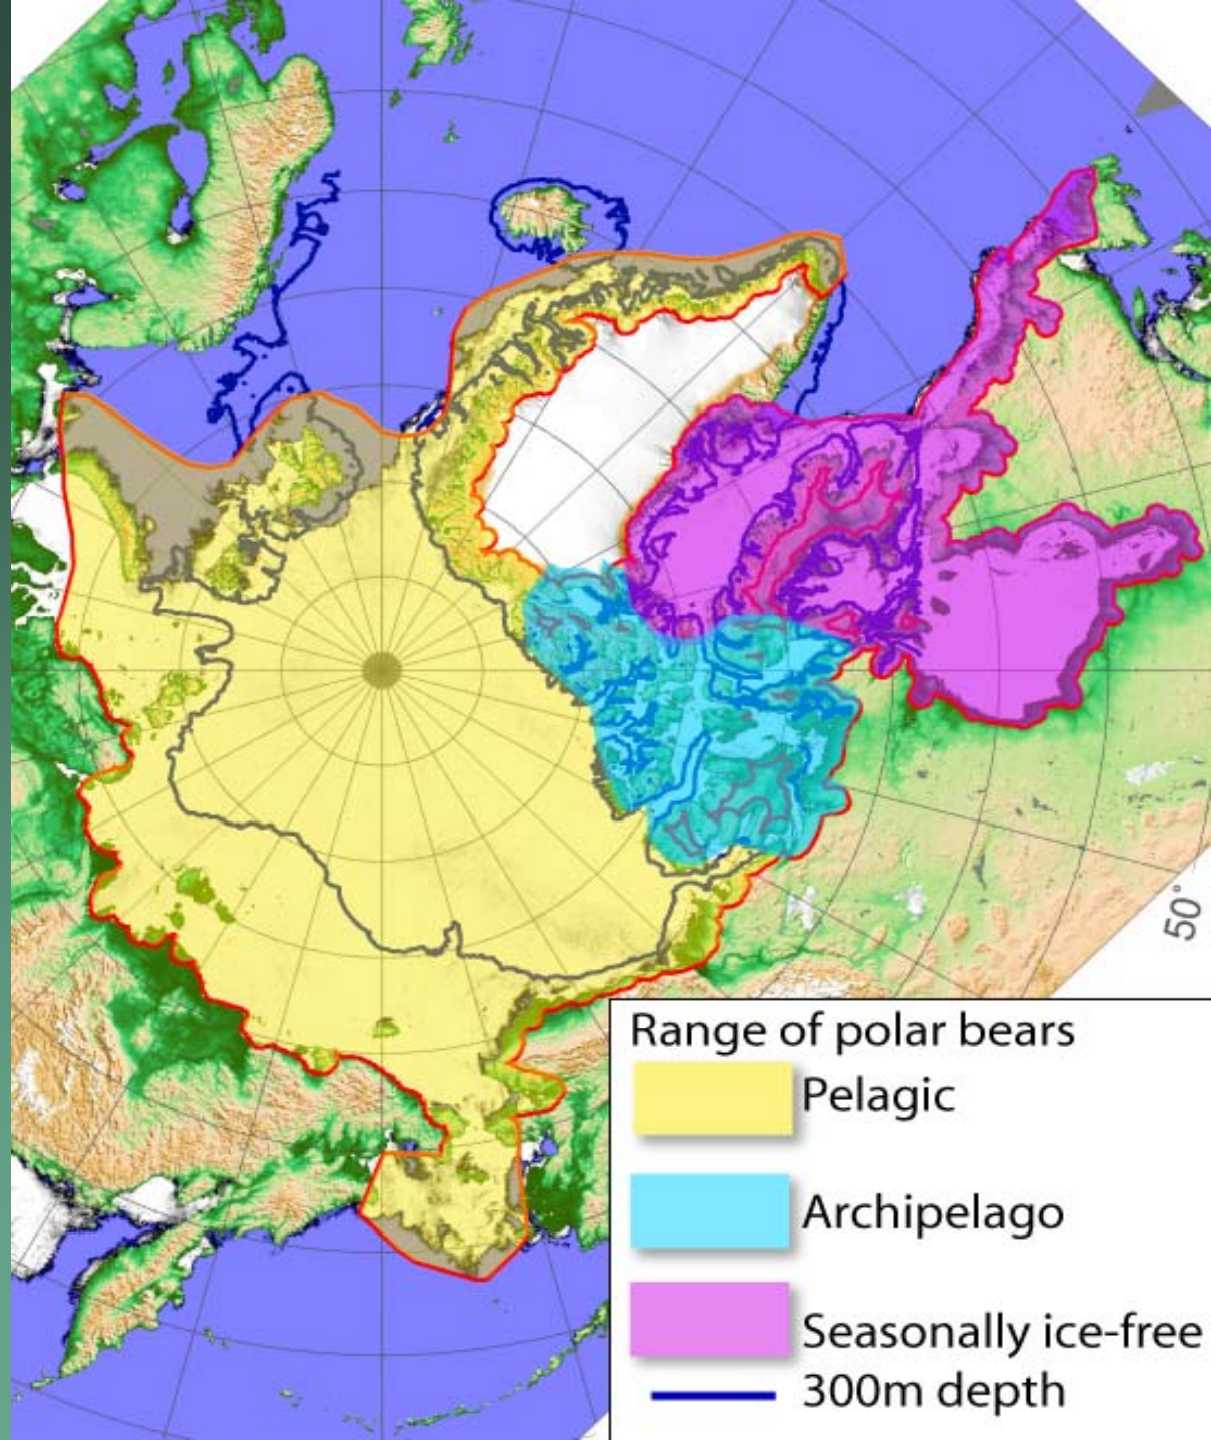 50°
Range of polar bears
Pelagic
Archipelago
Seasonally ice-free
300m depth